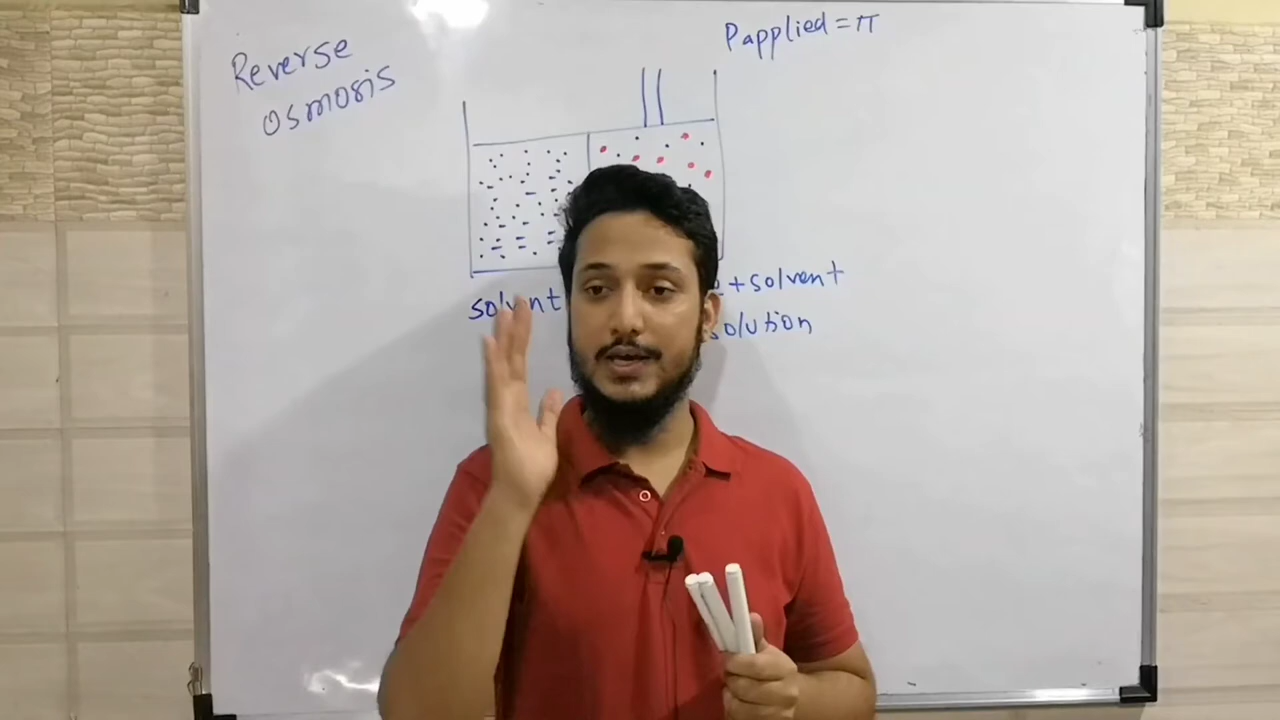 Reverse
osmosis
Papplied = π
solvent
+ solvent
solution